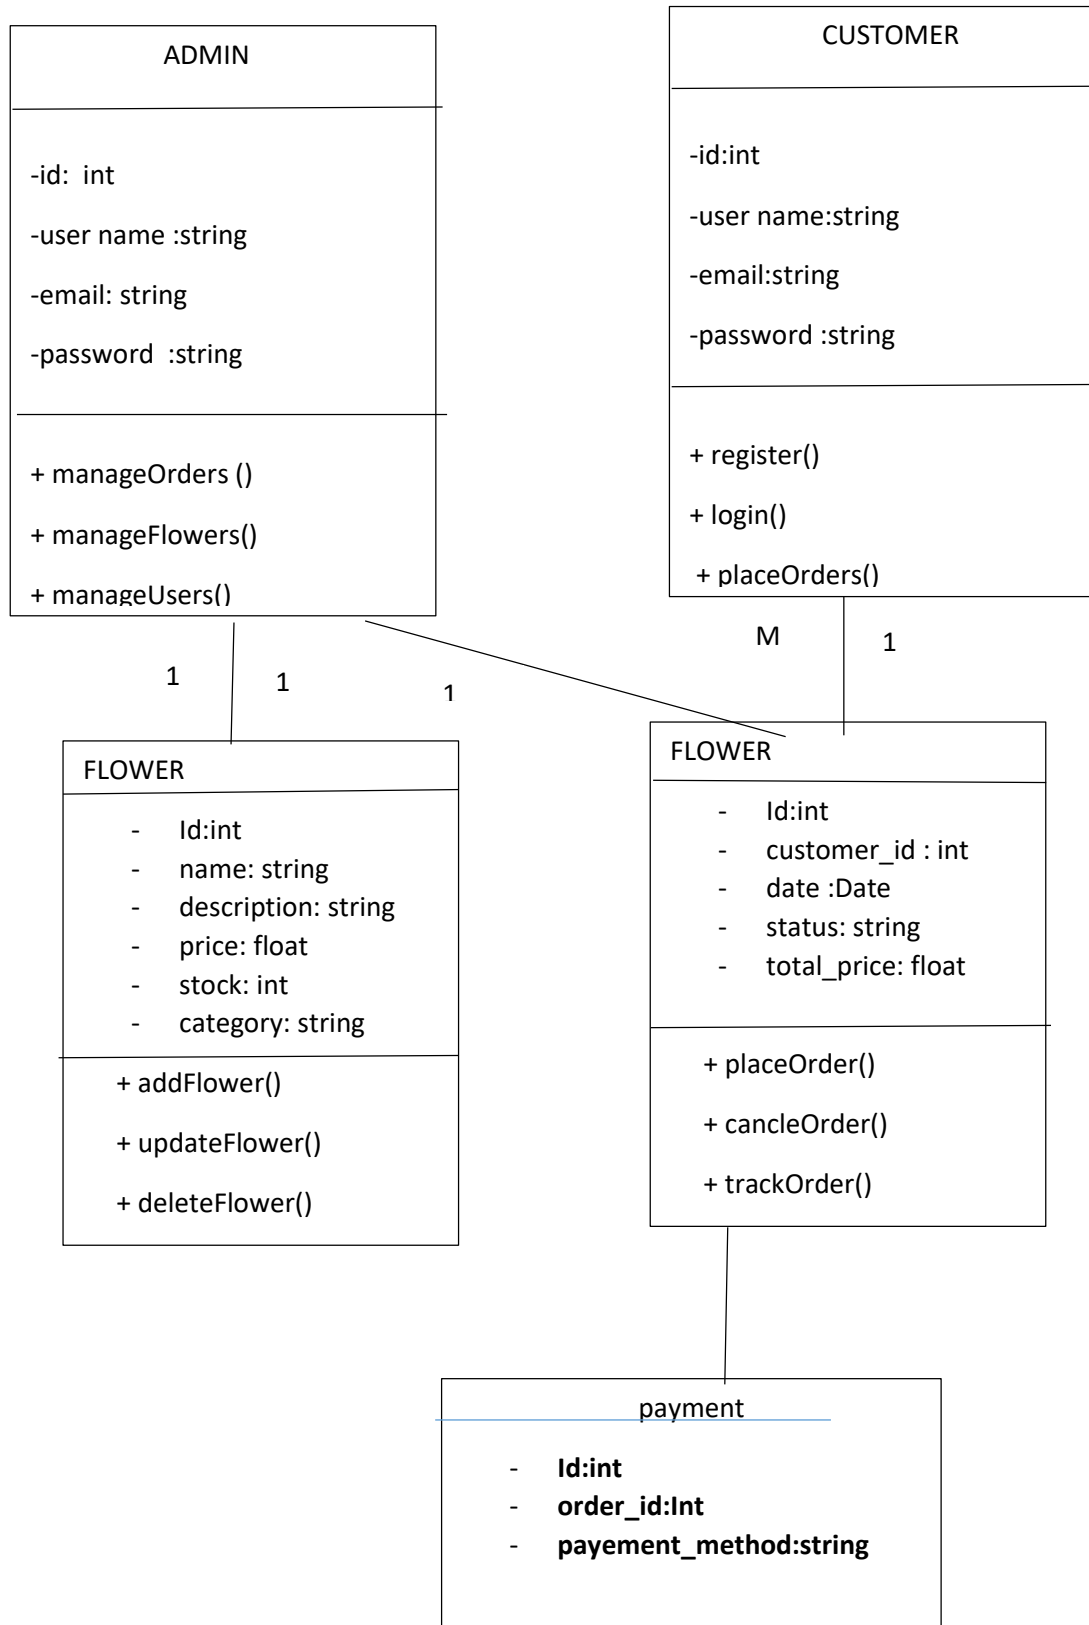 ADMIN
-id:  int
-user name :string
-email: string
-password  :string
+ manageOrders ()
+ manageFlowers()
+ manageUsers()
CUSTOMER
-id:int
-user name:string
-email:string
-password :string
+ register()
+ login()
+ placeOrders()
1
1
1
M
1
FLOWER
- Id:int
- name: string
- description: string
- price: float
- stock: int
- category: string
+ addFlower()
+ updateFlower()
+ deleteFlower()
FLOWER
- Id:int
- customer_id : int
- date :Date
- status: string
- total_price: float
+ placeOrder()
+ cancleOrder()
+ trackOrder()
payment
- Id:int
- order_id:Int
- payement_method:string